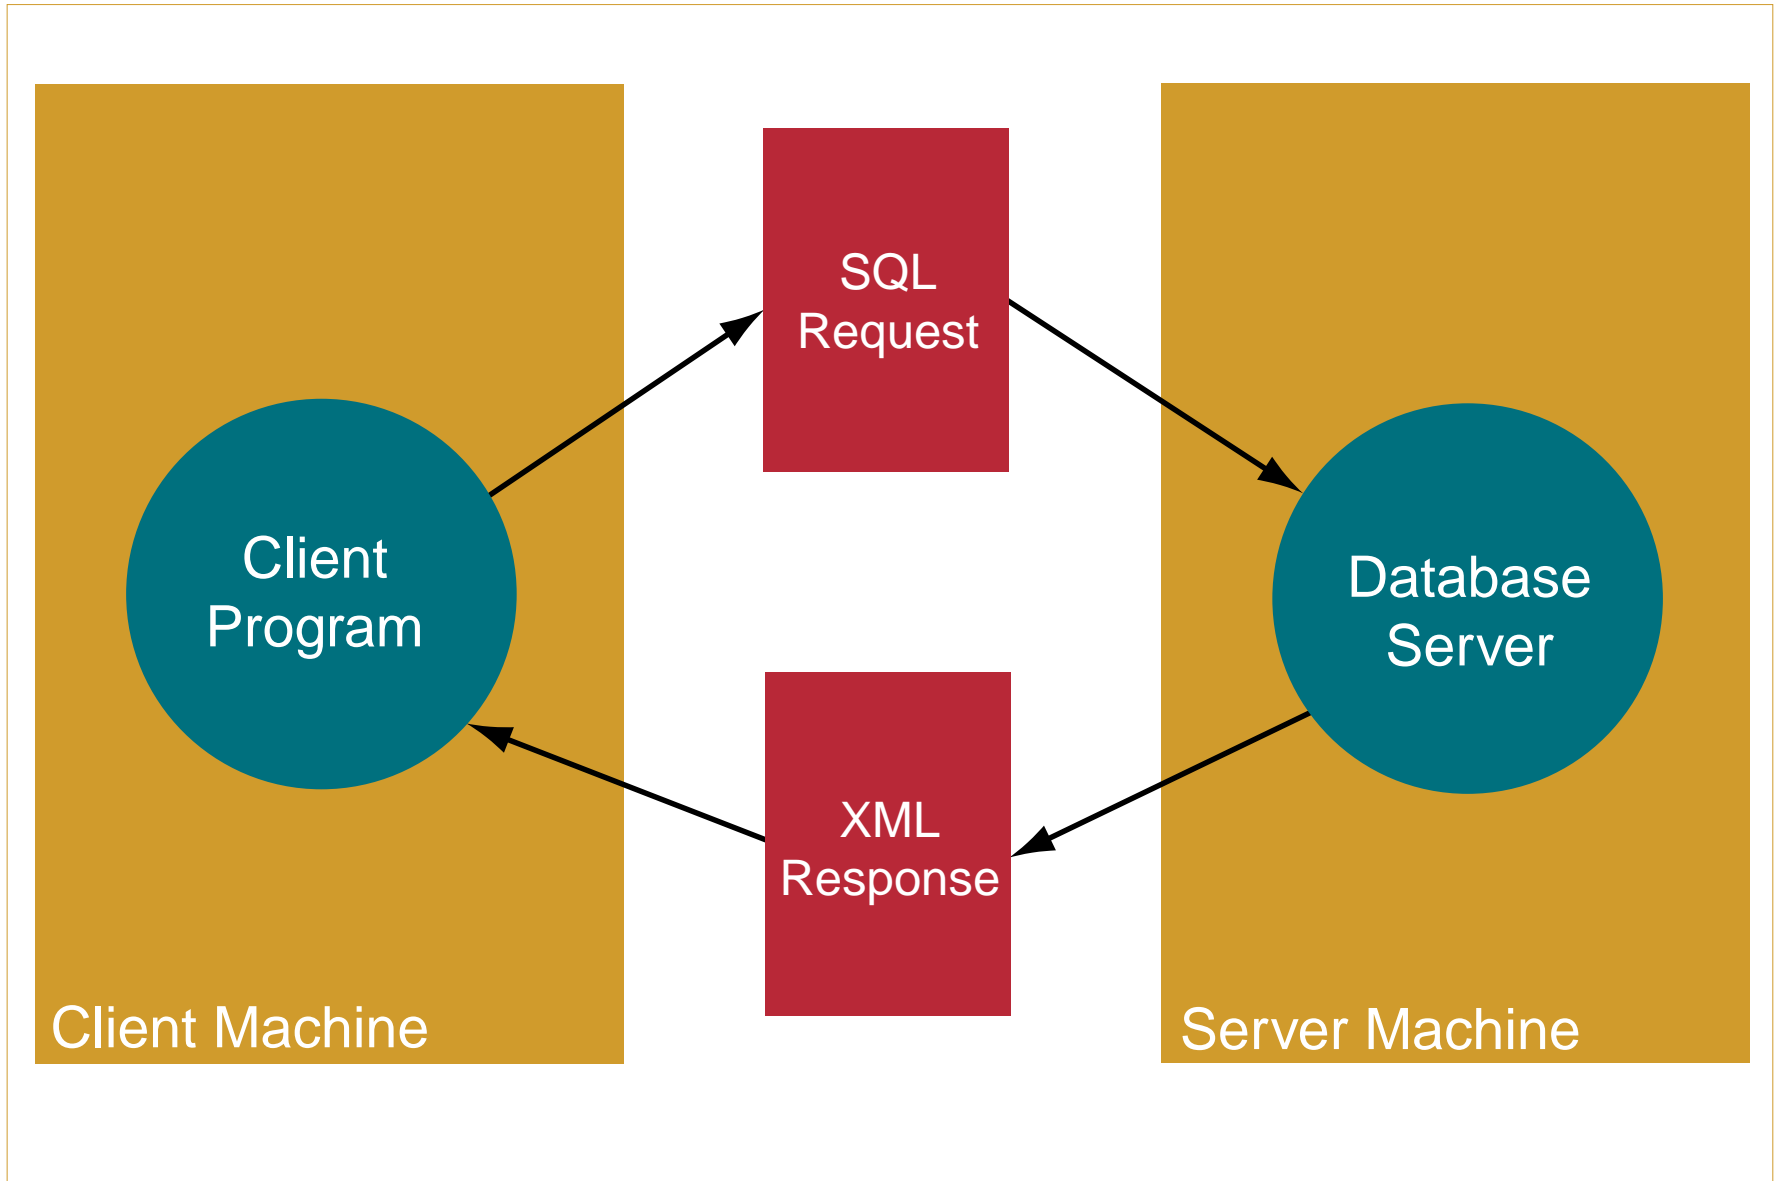 SQL
Request
Client
Program
Database
Server
XML
Response
Client Machine
Server Machine